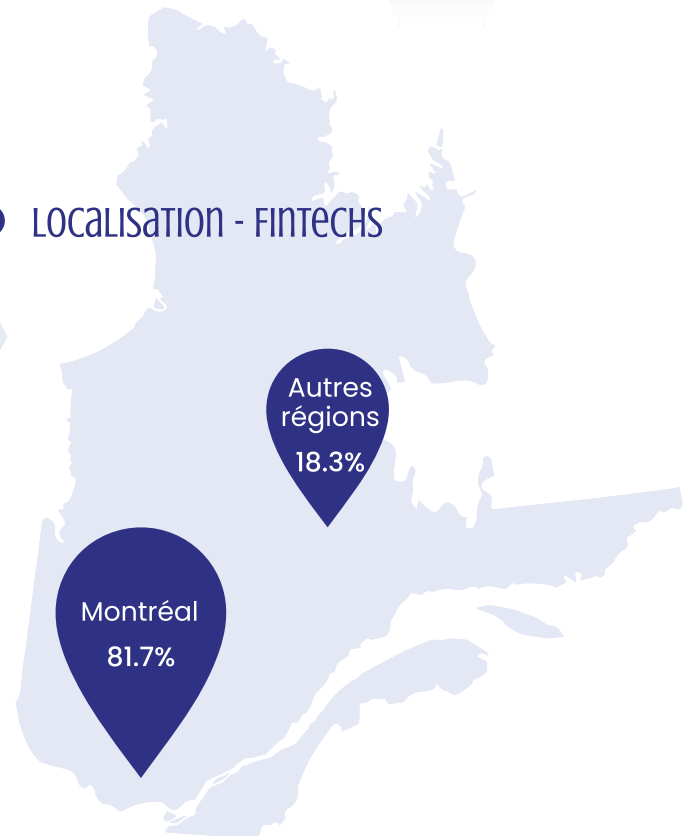 Localisation - Fintechs
Autres
régions
18.3%
Montréal
81.7%